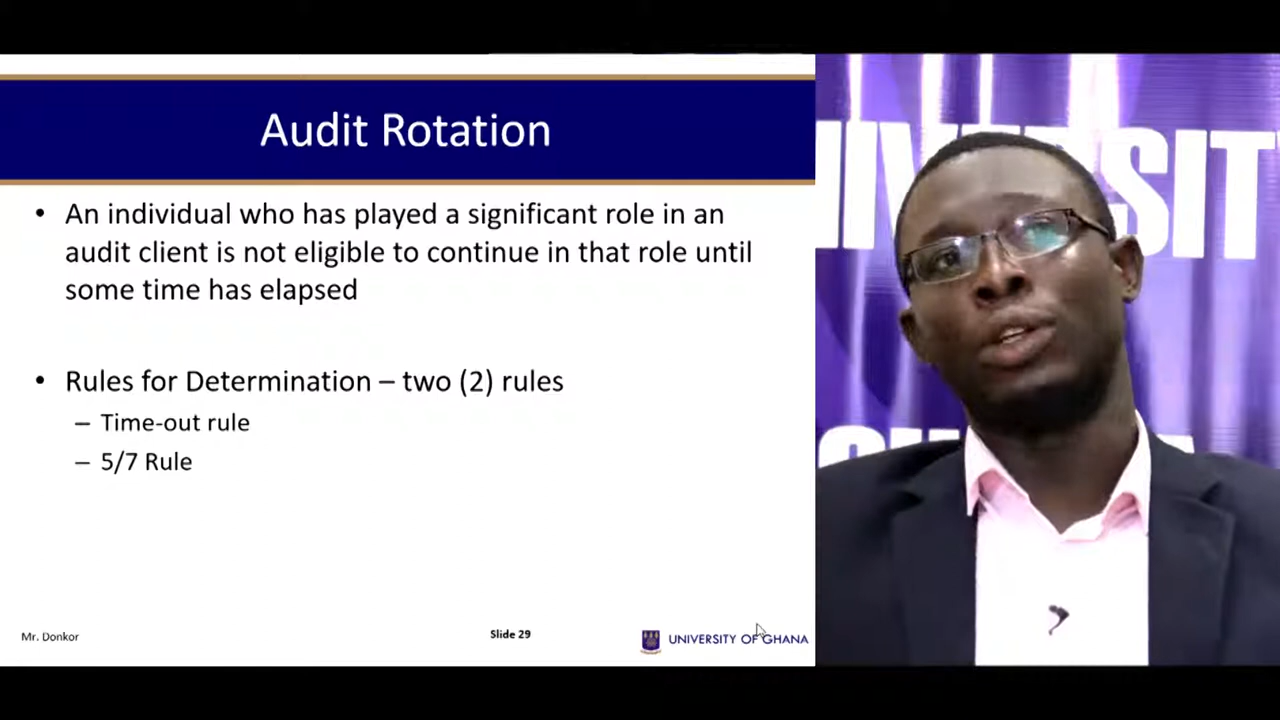 Audit Rotation
• An individual who has played a significant role in an
audit client is not eligible to continue in that role until
some time has elapsed
• Rules for Determination – two (2) rules
– Time-out rule
– 5/7 Rule
Mr. Donkor
Slide 29
UNIVERSITY OF GHANA